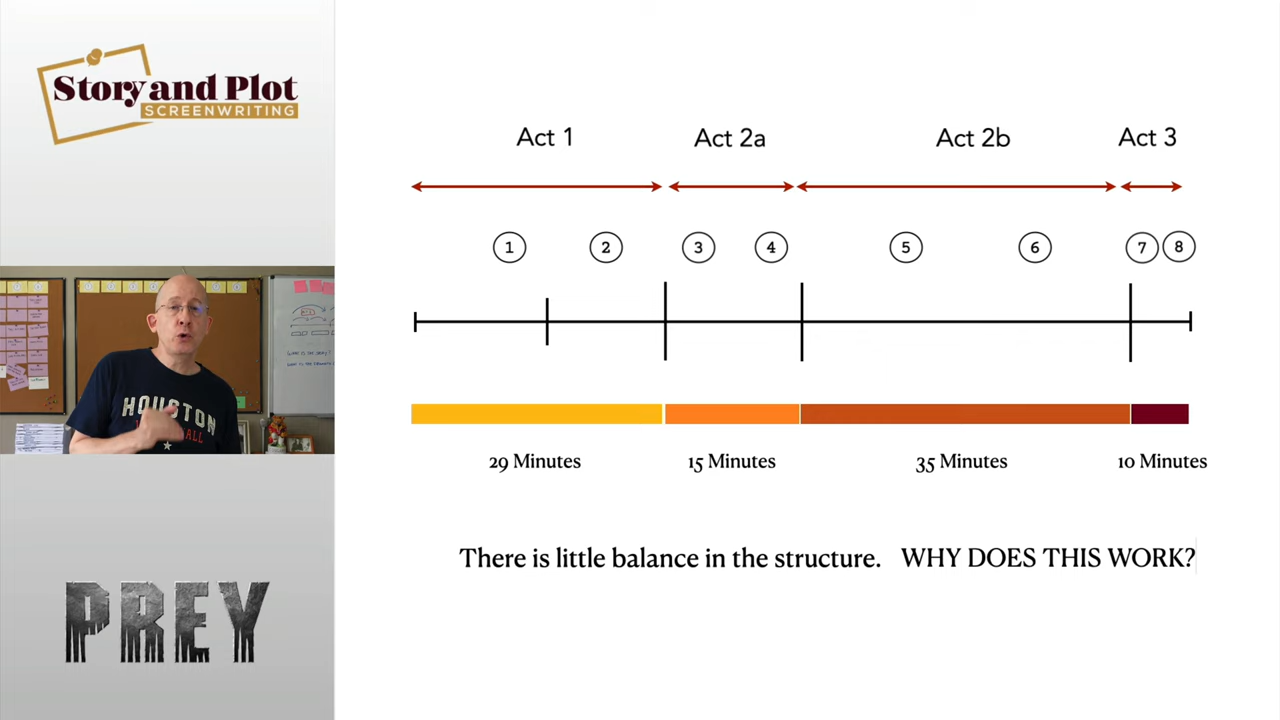 Story and Plot
SCREENWRITING
Act 1
Act 2a
Act 2b
Act 3
1
2
3
4
5
6
7
8
29 Minutes
15 Minutes
35 Minutes
10 Minutes
There is little balance in the structure. WHY DOES THIS WORK?
HOUSTON
PREY